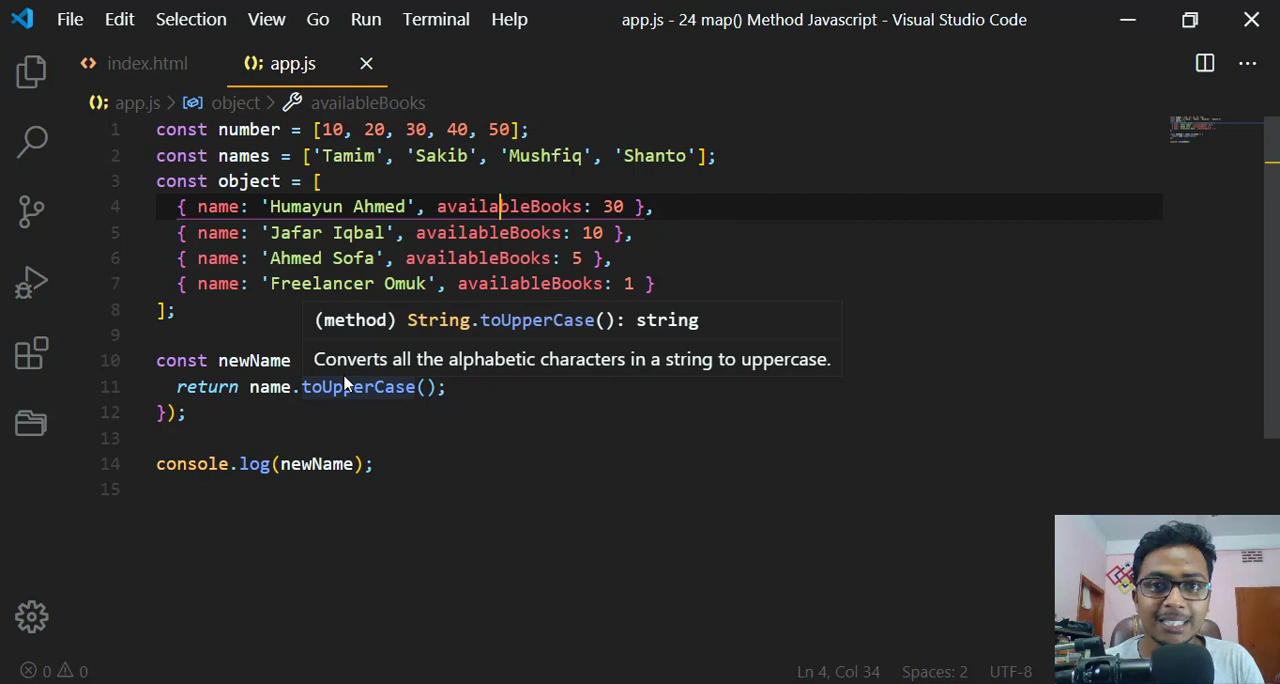 File Edit Selection View Go Run Terminal Help app.js - 24 map() Method Javascript - Visual Studio Code
index.html app.js
app.js > object > availableBooks
1 const number = [10, 20, 30, 40, 50];
2 const names = ['Tamim', 'Sakib', 'Mushfiq', 'Shanto'];
3 const object = [
4 { name: 'Humayun Ahmed', availableBooks: 30 },
5 { name: 'Jafar Iqbal', availableBooks: 10 },
6 { name: 'Ahmed Sofa', availableBooks: 5 },
7 { name: 'Freelancer Omuk', availableBooks: 1 }
8 ];
(method) String.toUpperCase(): string
9
Converts all the alphabetic characters in a string to uppercase.
10 const newName
11 return name.toUpperCase();
12 });
13
14 console.log(newName);
15
0 0 Ln 4, Col 34 Spaces: 2 UTF-8